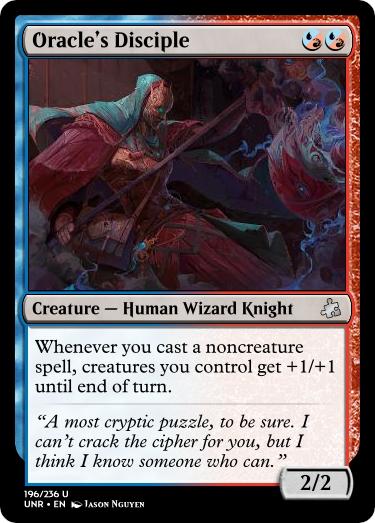 Oracle's Disciple
Creature — Human Wizard Knight
Whenever you cast a noncreature
spell, creatures you control get +1/+1
until end of turn.
“A most cryptic puzzle, to be sure. I
can't crack the cipher for you, but I
think I know someone who can.”
2/2
196/236 U
UNR • EN Jason Nguyen